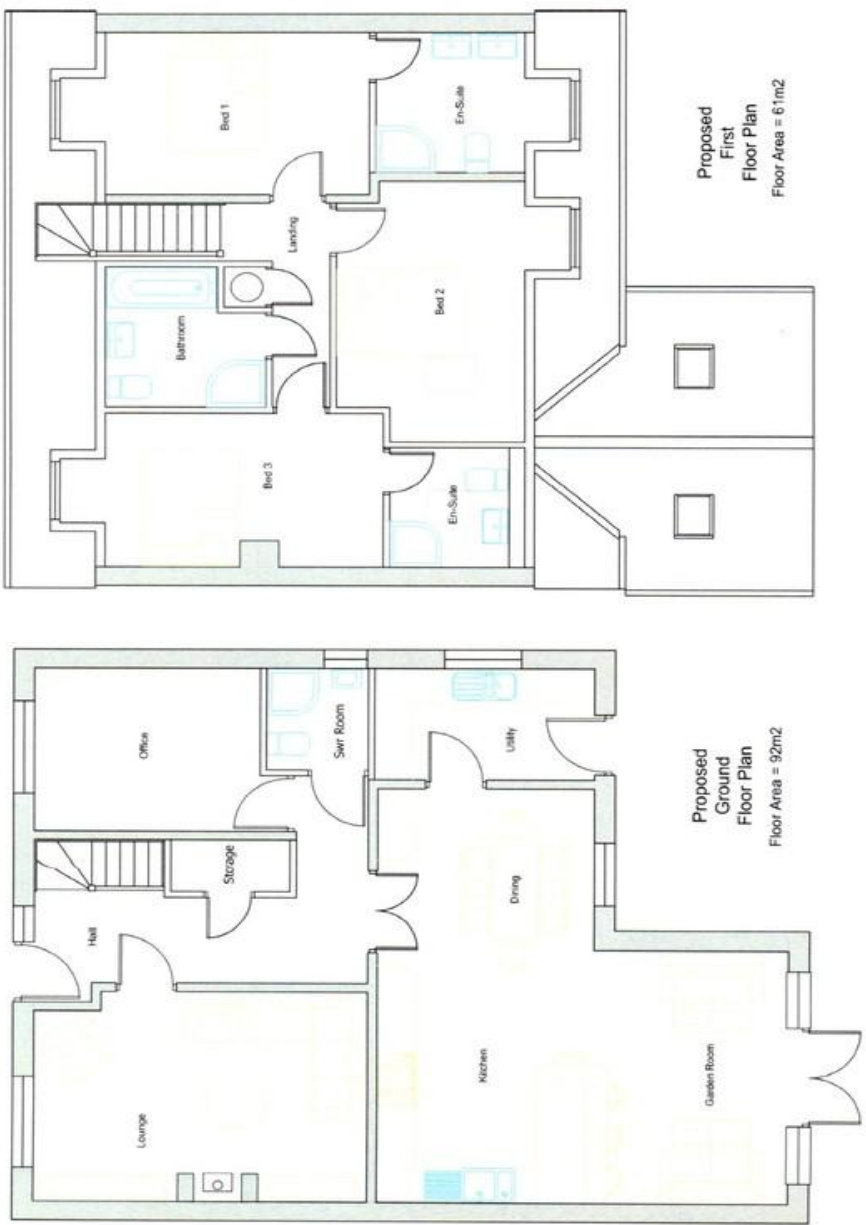 Bed 1
En-Suite
Landing
Bathroom
Bed 2
Bed 3
En-Suite
Proposed
First
Floor Plan
Floor Area = 61m2
Office
Swr Room
Utility
Storage
Hall
Dining
Lounge
Kitchen
Garden Room
Proposed
Ground
Floor Plan
Floor Area = 92m2